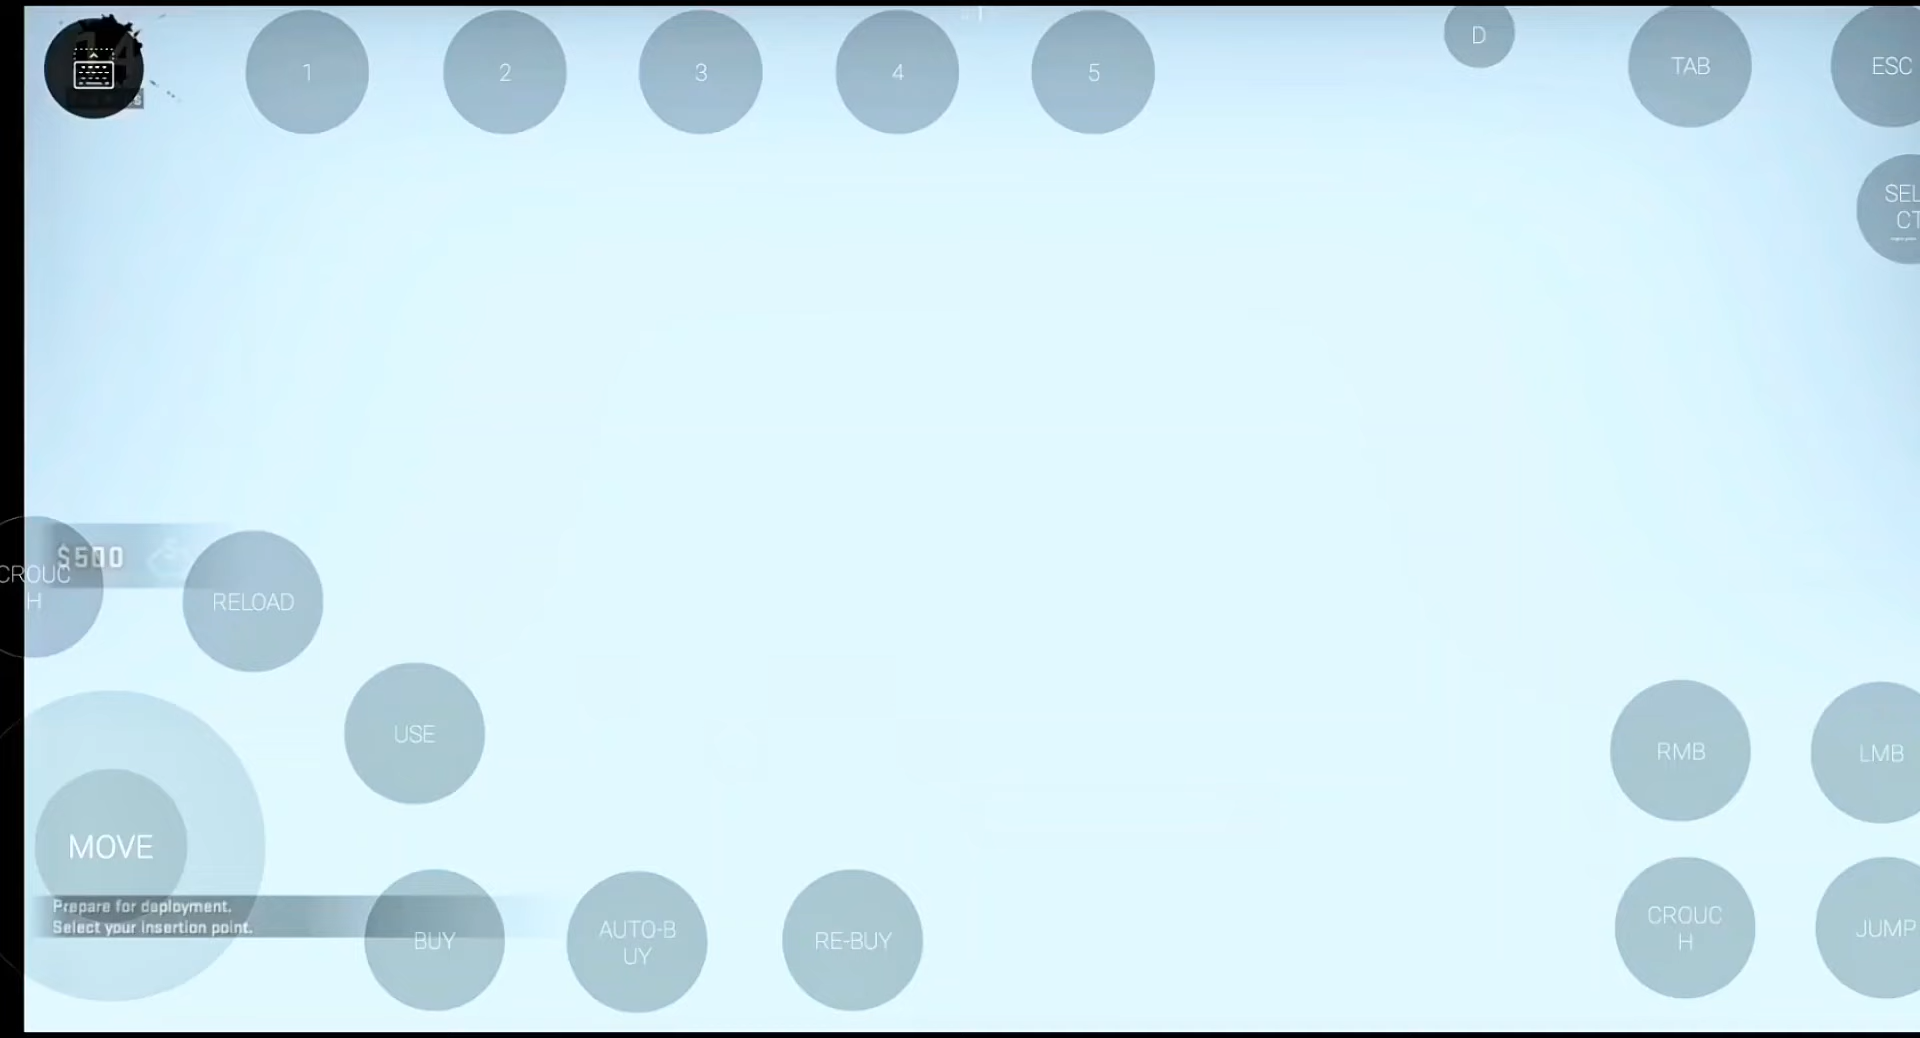 1
2
3
4
5
D
TAB
ESC
SEL
CT
$500
CROUC
H
RELOAD
USE
MOVE
RMB
LMB
Prepare for deployment.
Select your insertion point.
BUY
AUTO-B
UY
RE-BUY
CROUC
H
JUMP